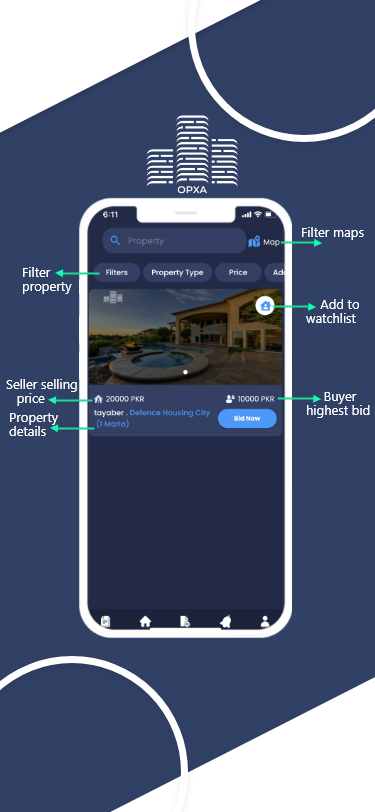 OPXA
6:11
Property
Map
Filter maps
Filters
Property Type
Price
Filter
property
Add to
watchlist
Seller selling
price
20000 PKR
10000 PKR
Buyer
highest bid
Property
details
tayaber . Defence Housing City
(1 Marla)
Bid Now